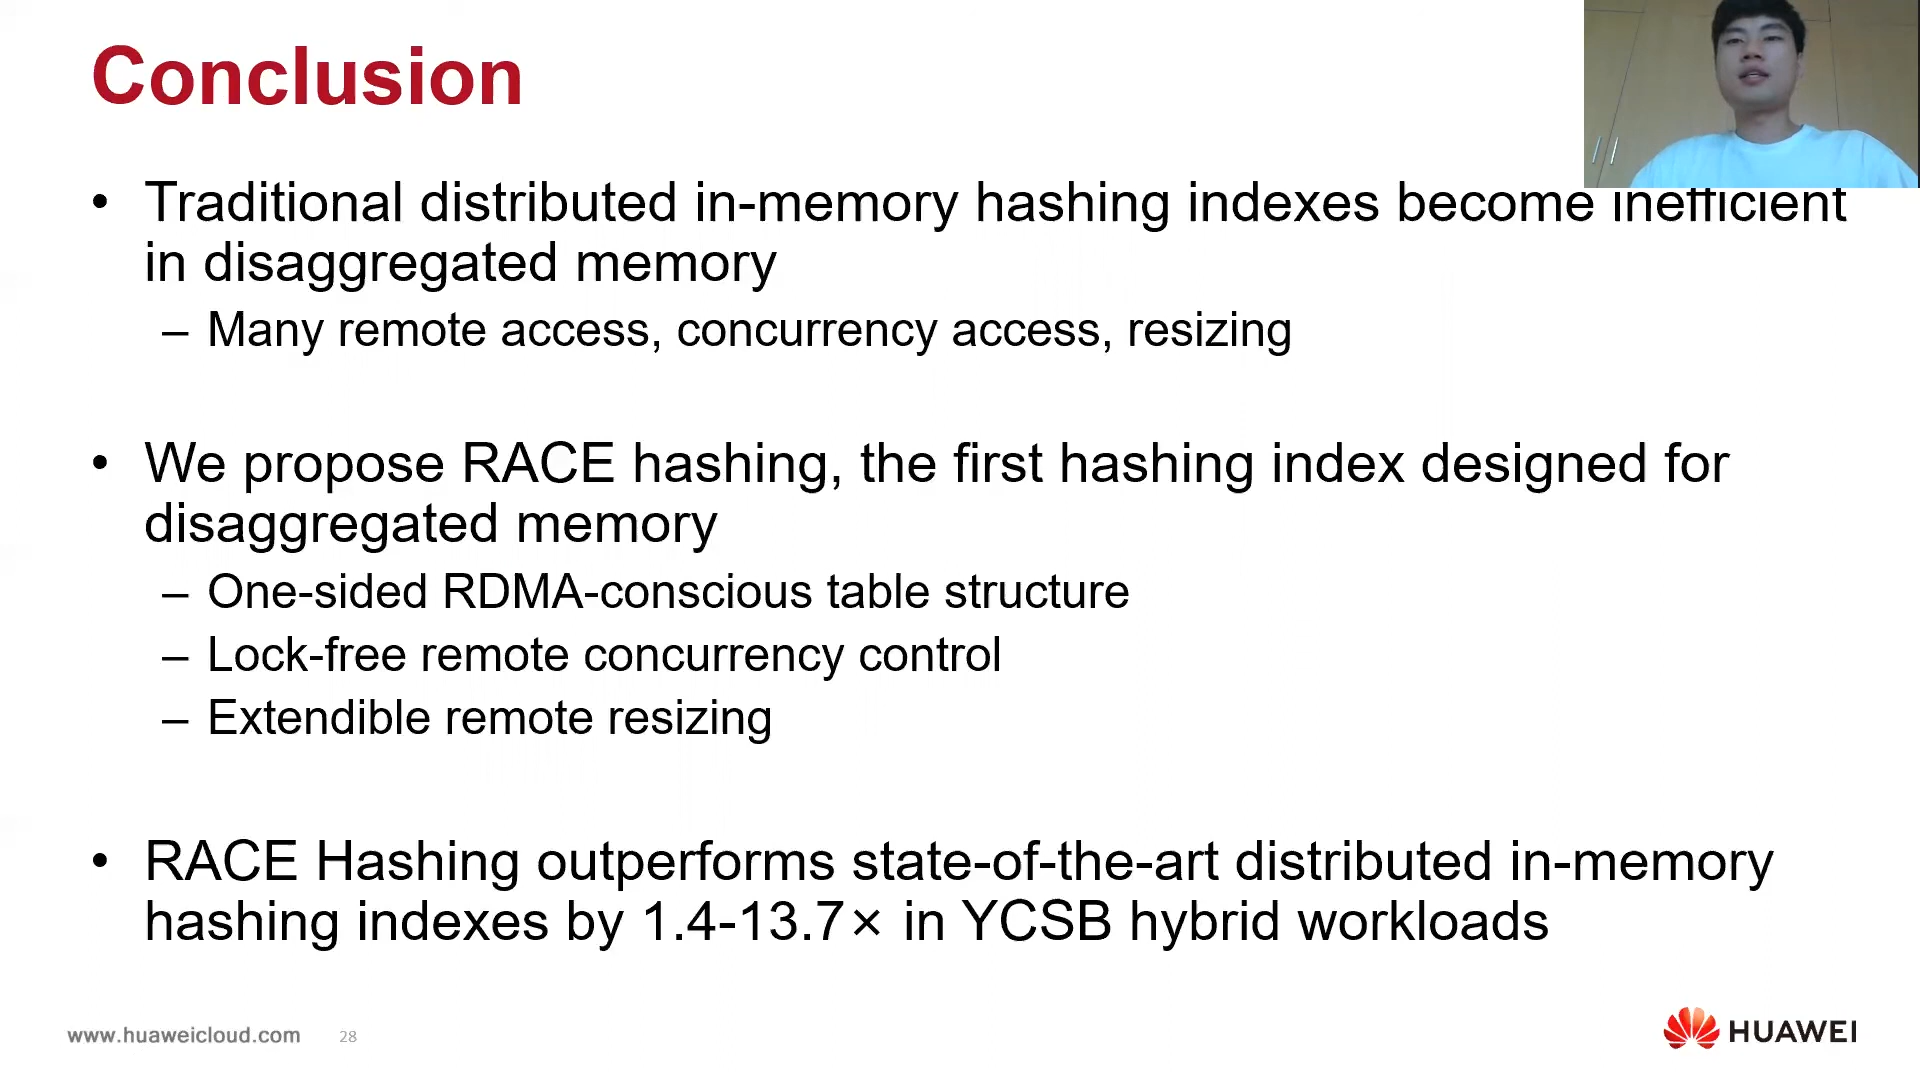 Conclusion
• Traditional distributed in-memory hashing indexes become inefficient
in disaggregated memory
– Many remote access, concurrency access, resizing
• We propose RACE hashing, the first hashing index designed for
disaggregated memory
– One-sided RDMA-conscious table structure
– Lock-free remote concurrency control
– Extendible remote resizing
• RACE Hashing outperforms state-of-the-art distributed in-memory
hashing indexes by 1.4-13.7× in YCSB hybrid workloads
www.huaweicloud.com 28
HUAWEI